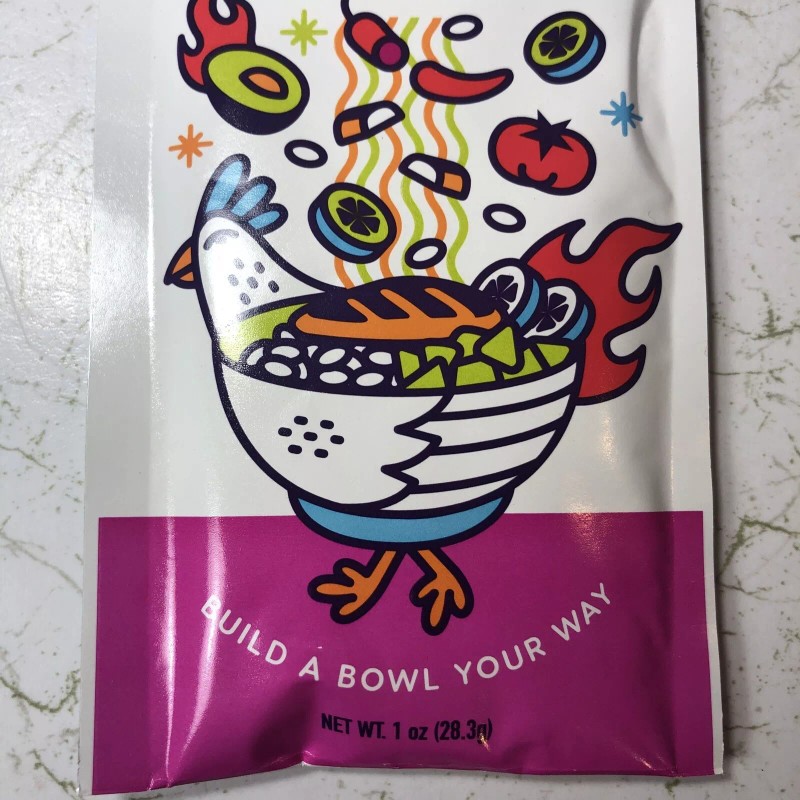 BUILD A BOWL YOUR WAY
NET WT. 1 oz (28.3g)